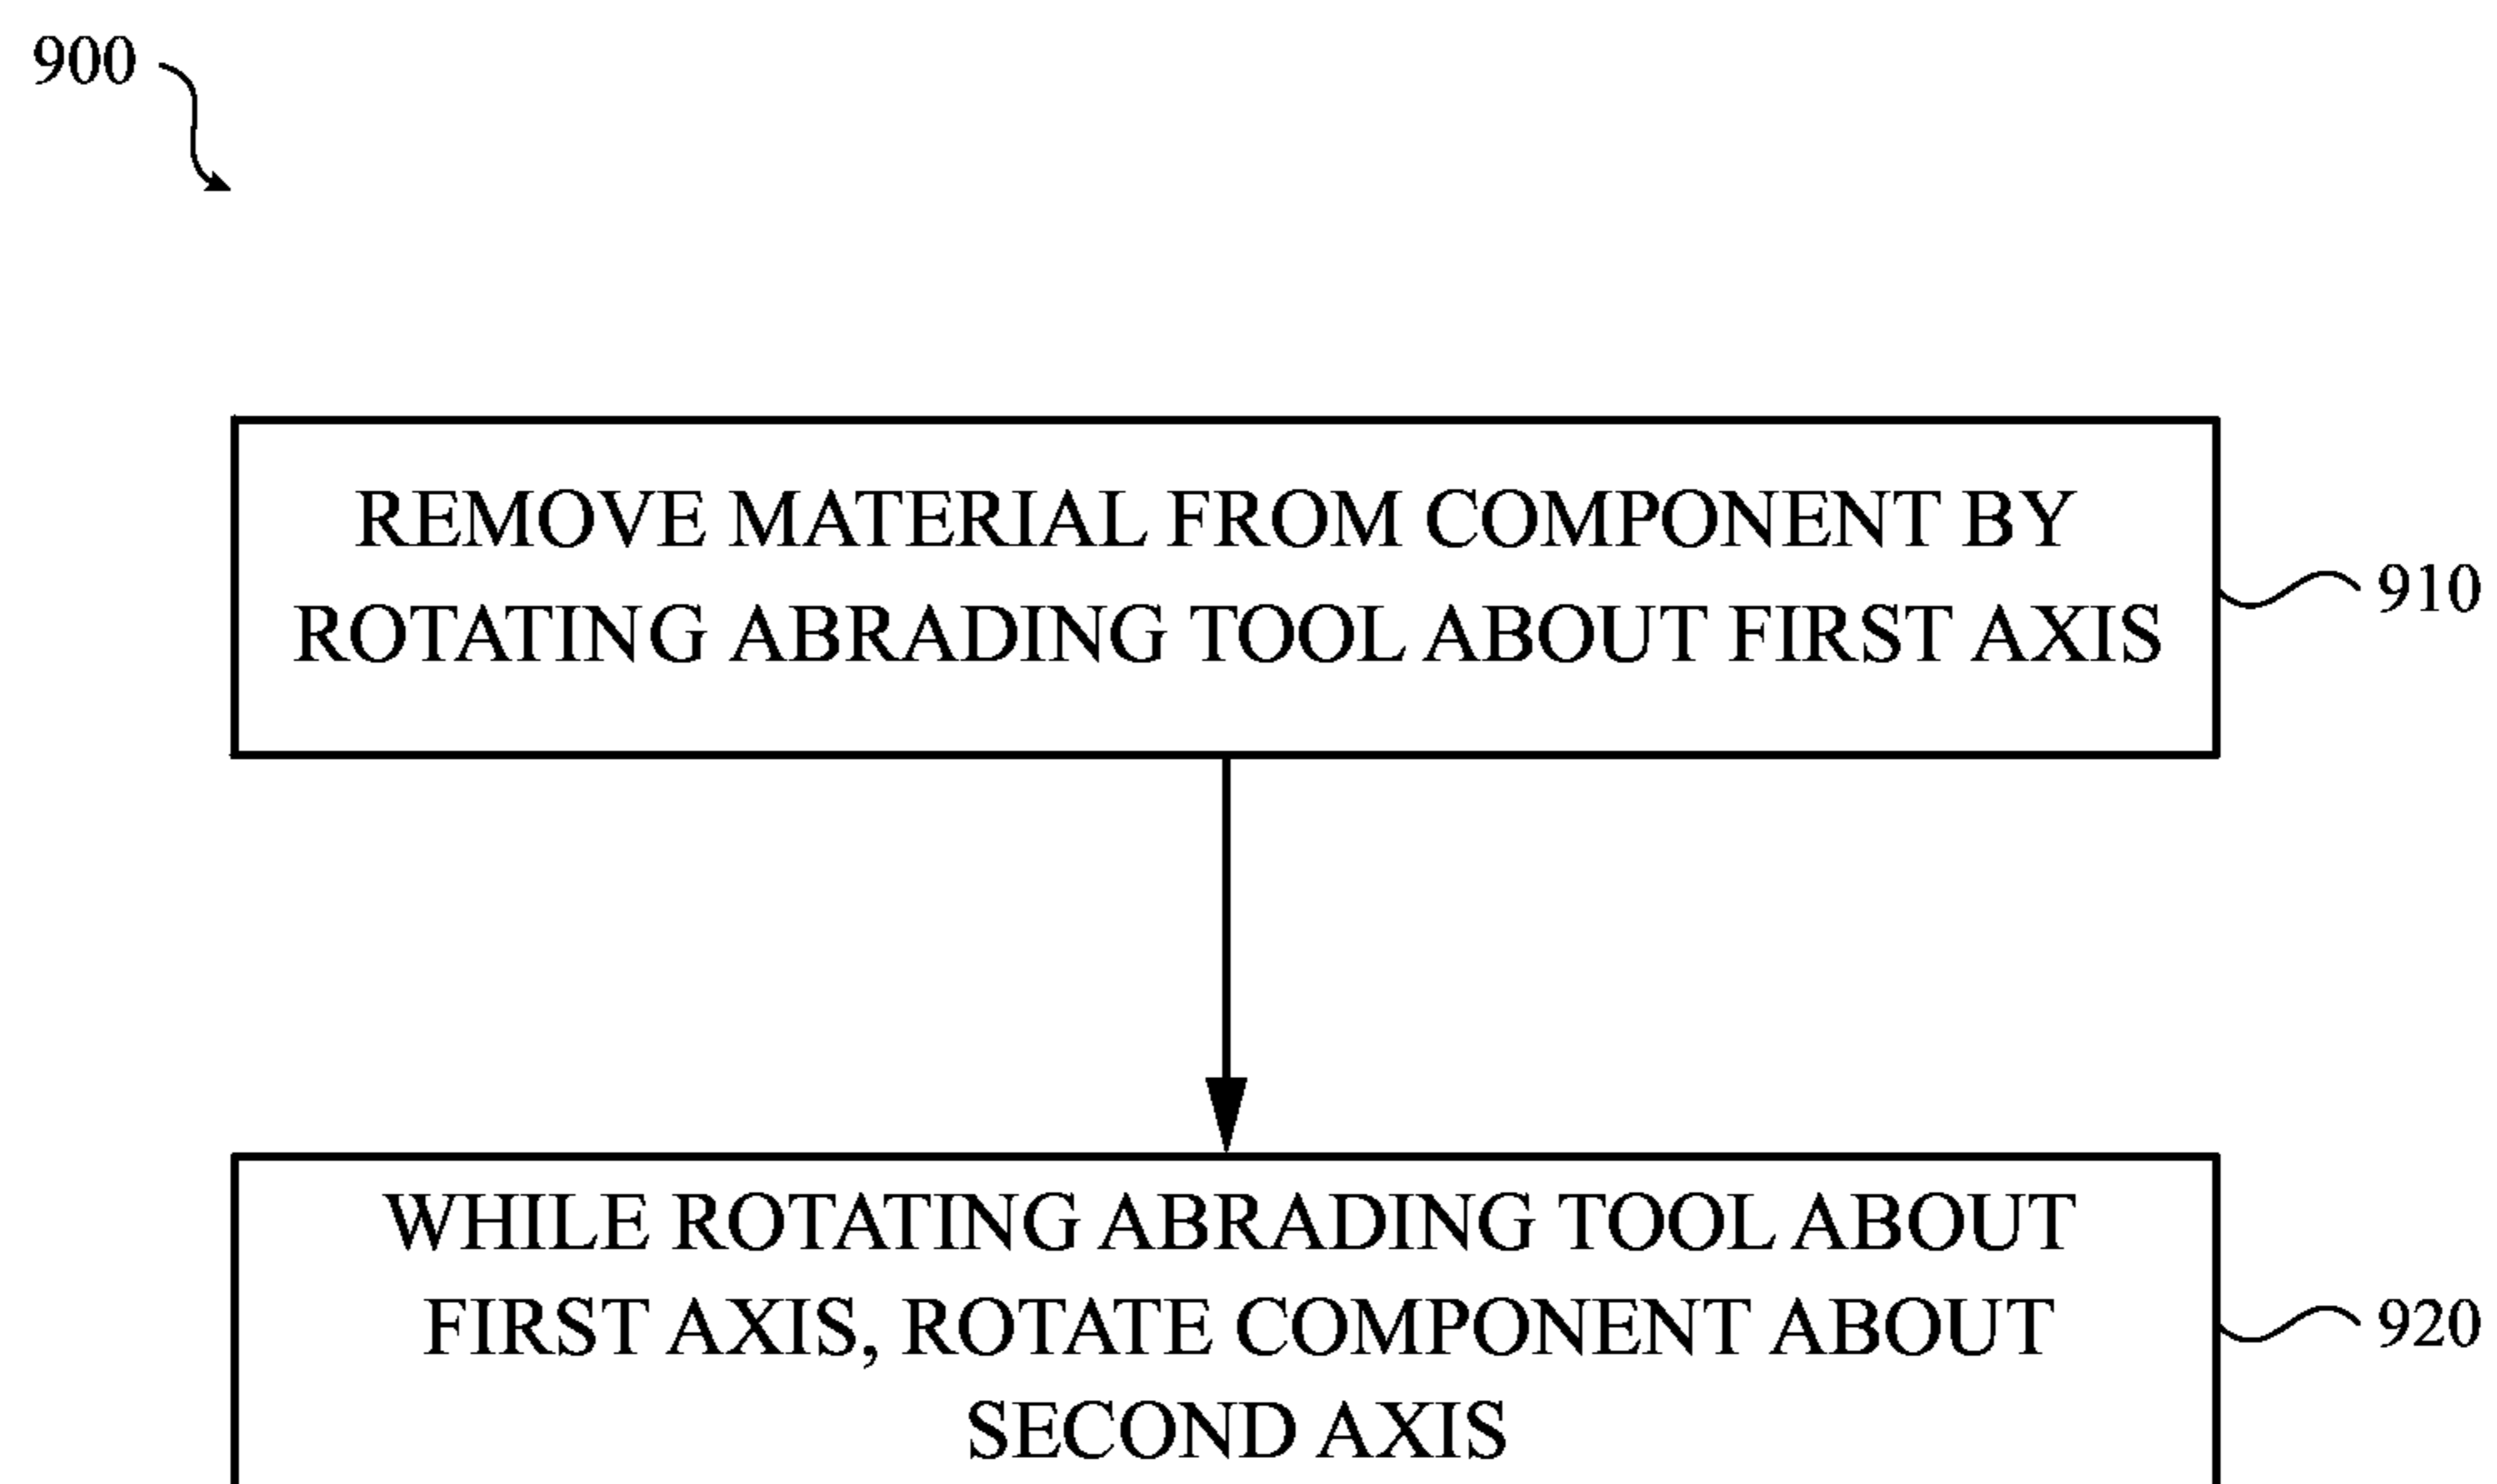 900
REMOVE MATERIAL FROM COMPONENT BY
ROTATING ABRADING TOOL ABOUT FIRST AXIS
910
WHILE ROTATING ABRADING TOOL ABOUT
FIRST AXIS, ROTATE COMPONENT ABOUT
SECOND AXIS
920